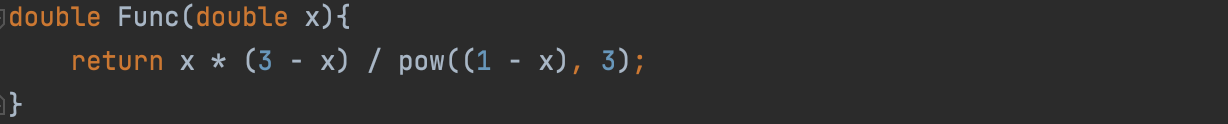 double Func(double x){
    return x * (3 - x) / pow((1 - x), 3);
}